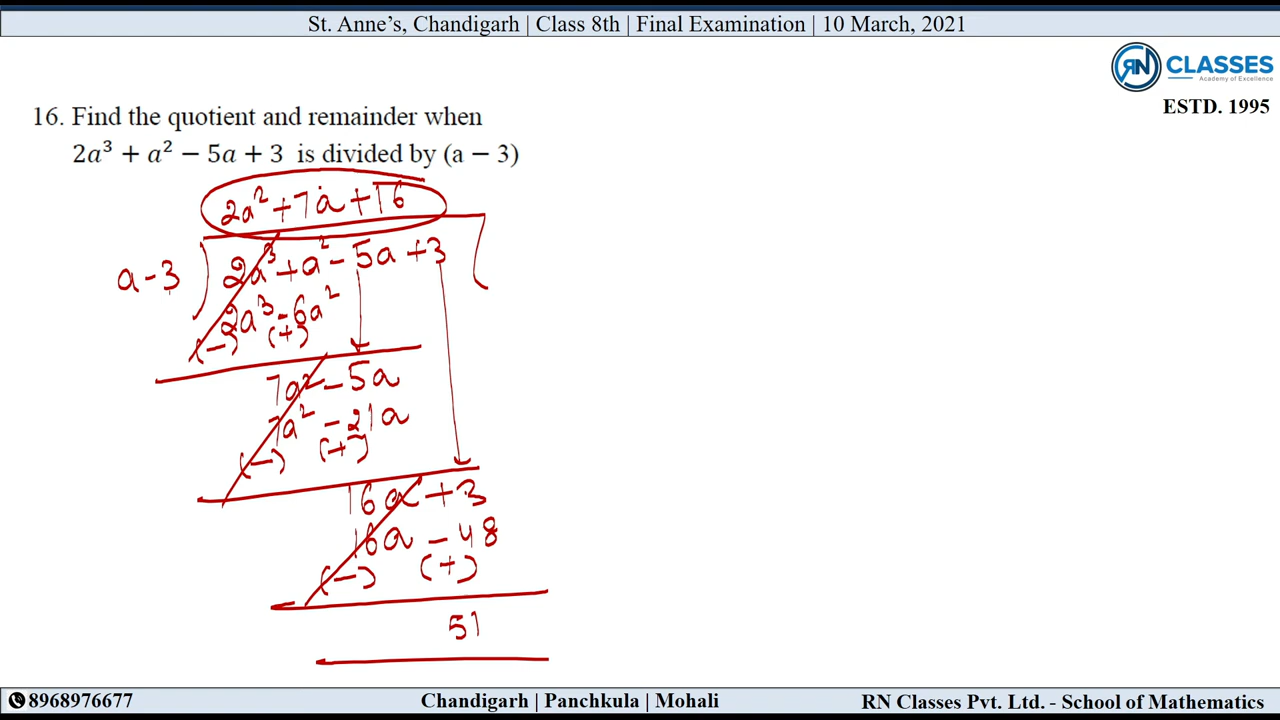 St. Anne's, Chandigarh | Class 8th | Final Examination | 10 March, 2021
RN CLASSES
Academy of Excellence
ESTD. 1995
16. Find the quotient and remainder when
2a³ + a² − 5a + 3 is divided by (a − 3)
2a² + 7a + 16
a - 3 ) 2a³ + a² - 5a + 3 (
2a³ - 6a²
(-) (+)
7a² - 5a
7a² - 21a
(-) (+)
16a + 3
16a - 48
(-) (+)
51
8968976677
Chandigarh | Panchkula | Mohali
RN Classes Pvt. Ltd. - School of Mathematics